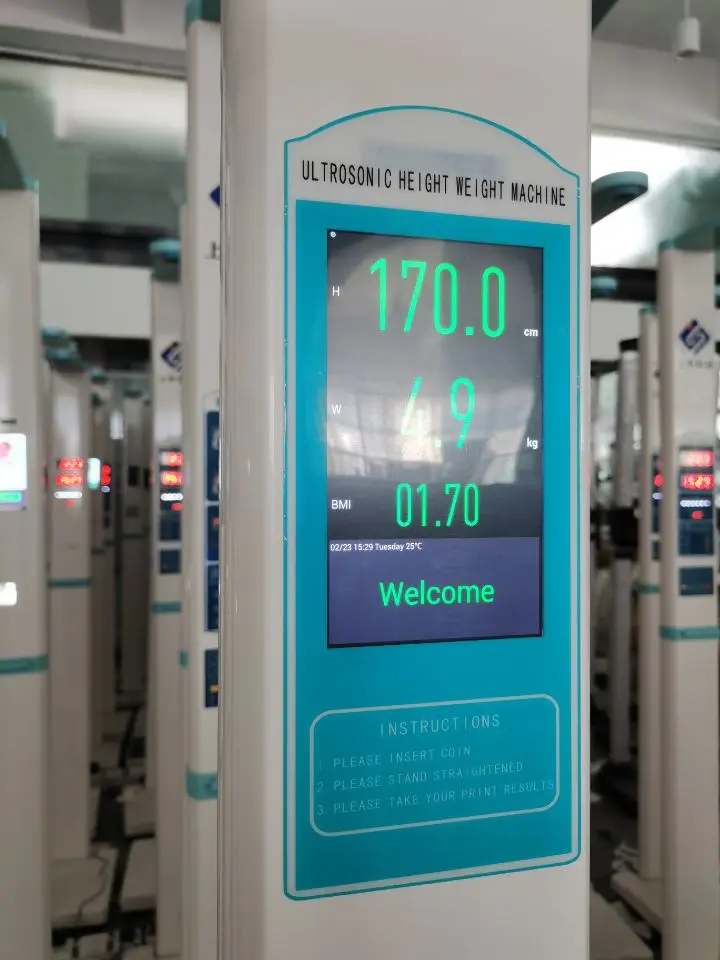 ULTROSONIC HEIGHT WEIGHT MACHINE
H 170.0 cm
W 4.9 kg
BMI 01.70
02/23 15:29 Tuesday 25℃
Welcome
INSTRUCTIONS
1 PLEASE INSERT COIN
2 PLEASE STAND STRAIGHTENED
3 PLEASE TAKE YOUR PRINT RESULTS